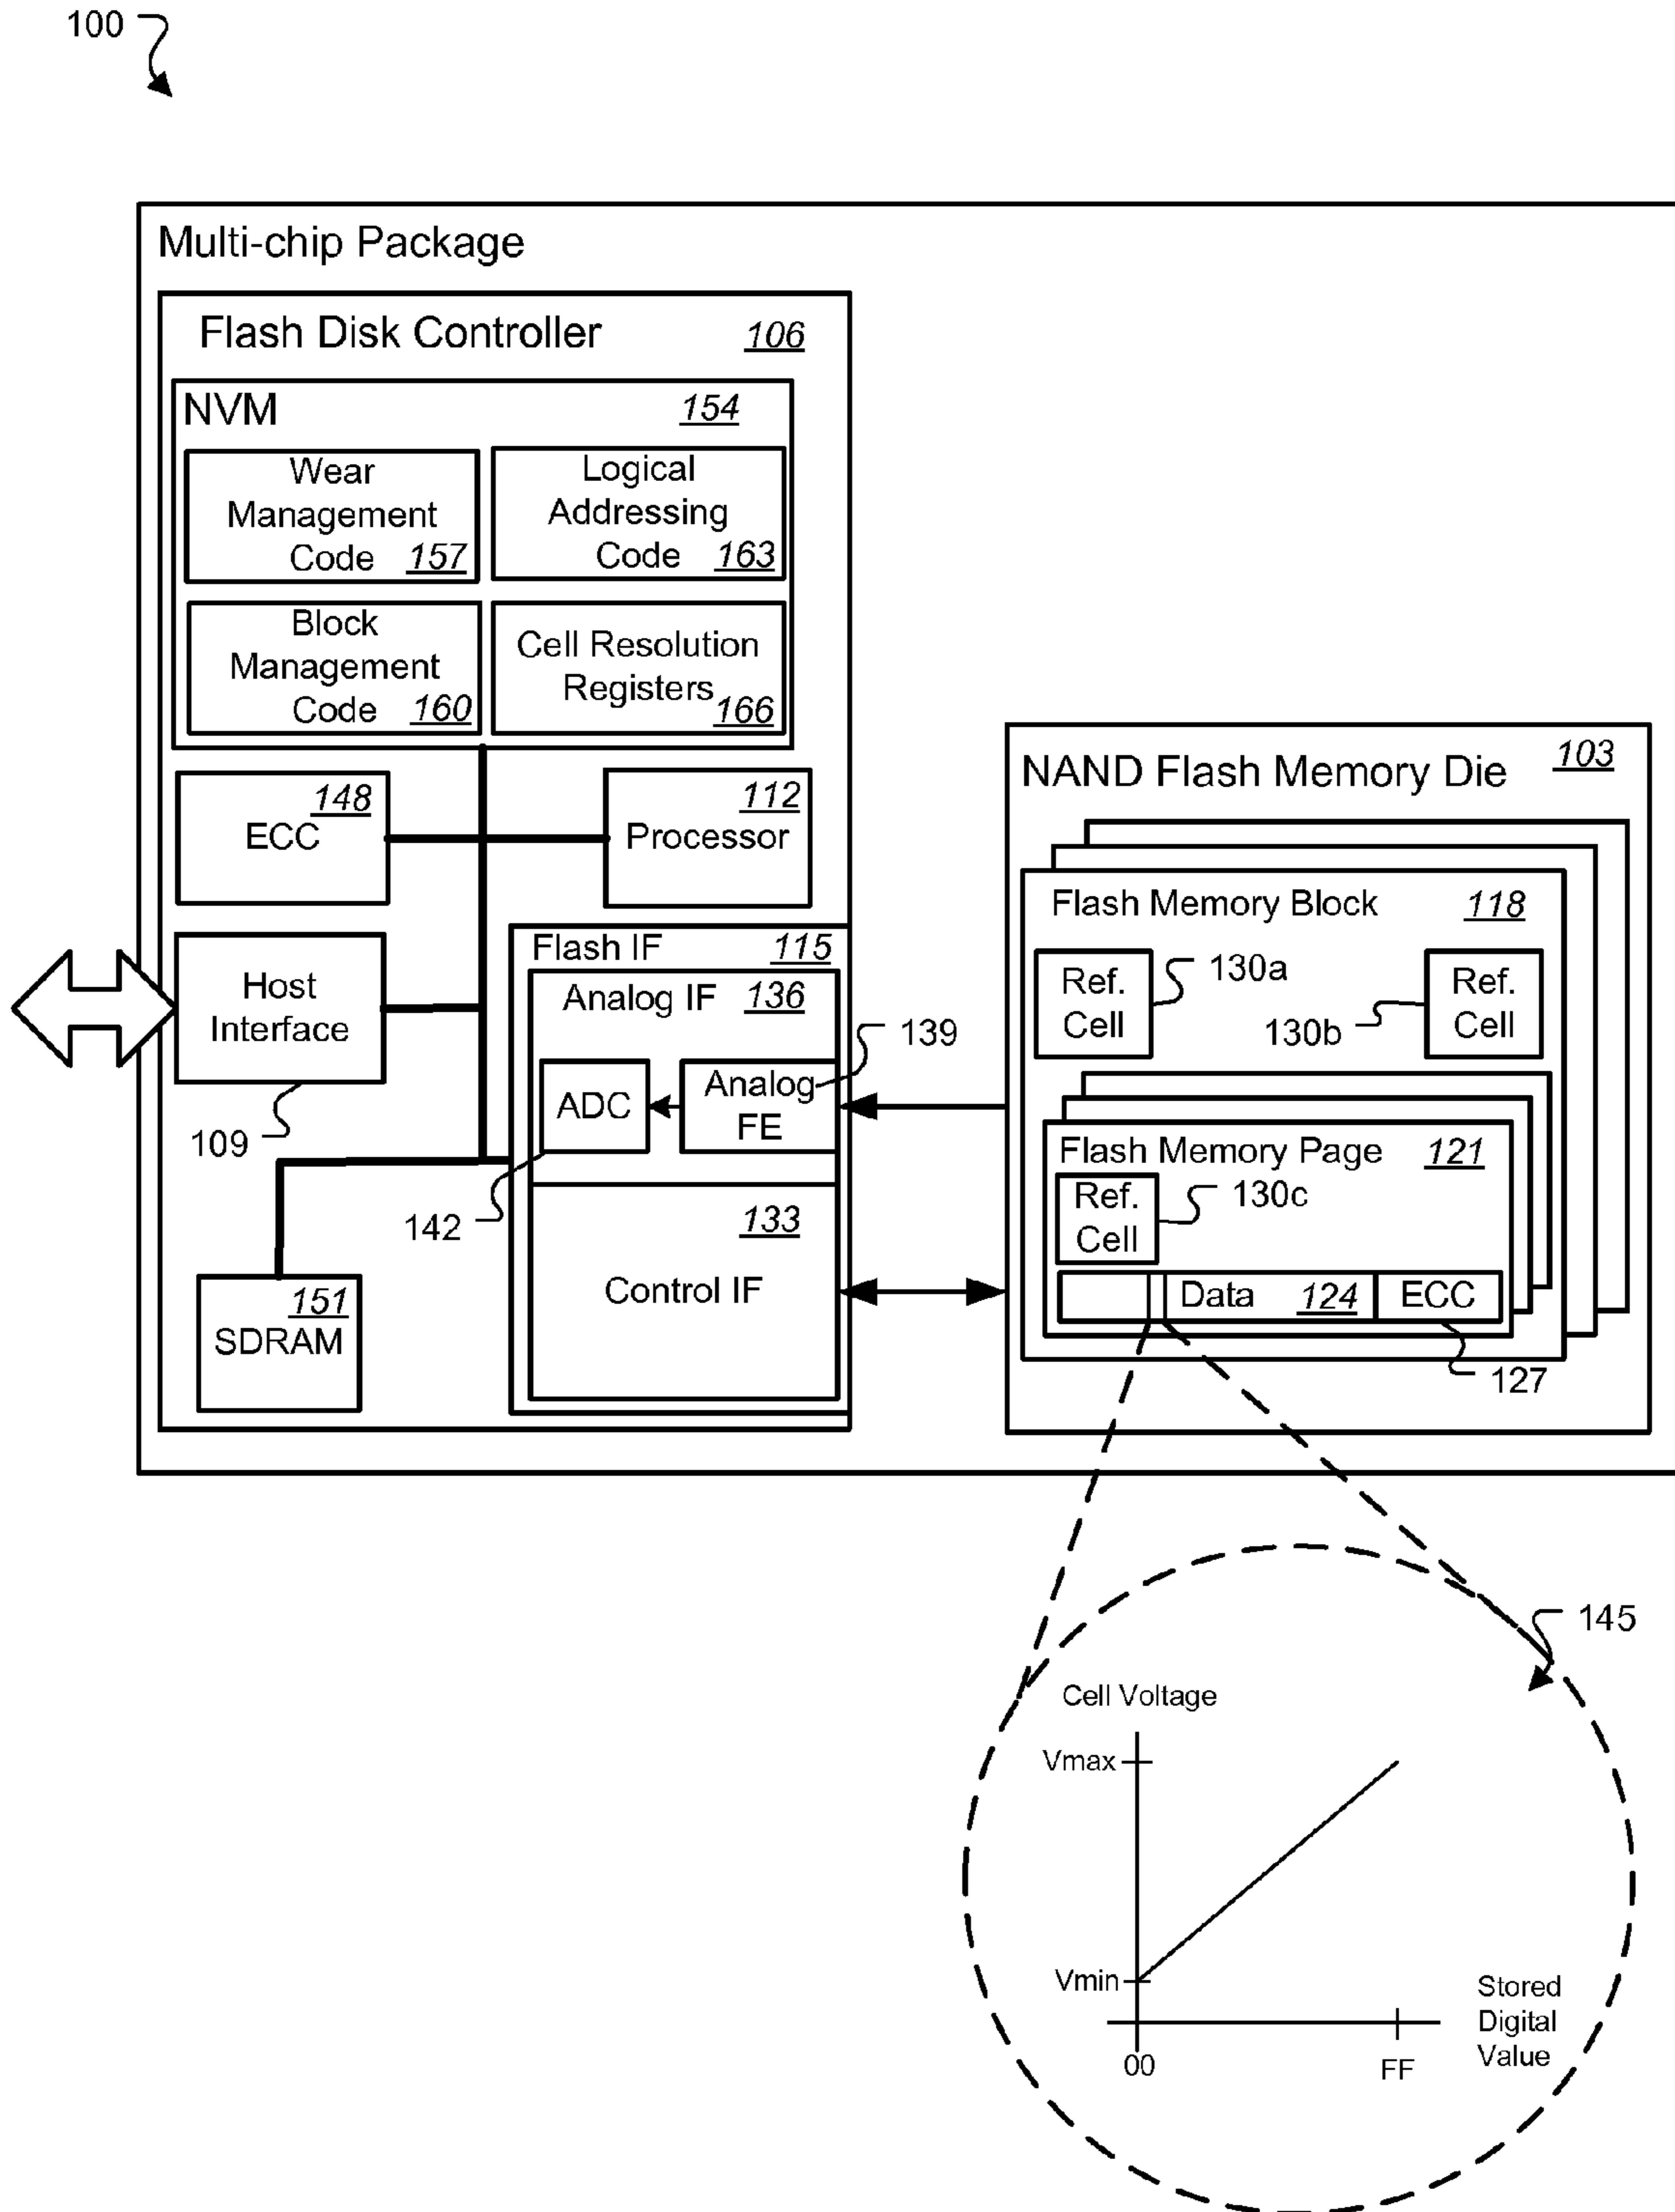 100
Multi-chip Package
Flash Disk Controller 106
NVM 154
Wear
Management
Code 157
Logical
Addressing
Code 163
Block
Management
Code 160
Cell Resolution
Registers 166
148
ECC
112
Processor
Host
Interface
109
Flash IF 115
Analog IF 136
139
ADC
Analog
FE
142
133
Control IF
151
SDRAM
NAND Flash Memory Die 103
Flash Memory Block 118
Ref.
Cell
130a
130b
Ref.
Cell
Flash Memory Page 121
Ref.
Cell
130c
Data 124 ECC
127
145
Cell Voltage
Vmax
Vmin
00
FF
Stored
Digital
Value